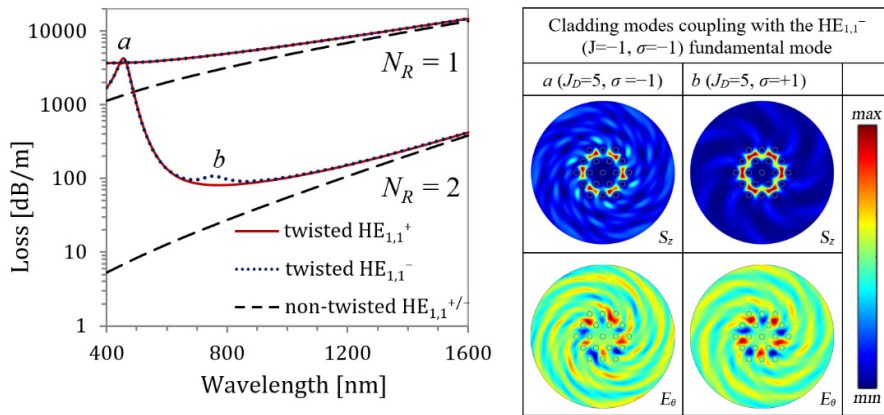 10000
1000
100
10
1
Loss [dB/m]
400
800
1200
1600
Wavelength [nm]
a
b
N_R = 1
N_R = 2
twisted HE₁,₁⁺
twisted HE₁,₁⁻
non-twisted HE₁,₁⁺/⁻
Cladding modes coupling with the HE₁,₁⁻
(J=−1, σ=−1) fundamental mode
a (J_D=5, σ =−1)
b (J_D=5, σ=+1)
S_z
S_z
E_θ
E_θ
max
min